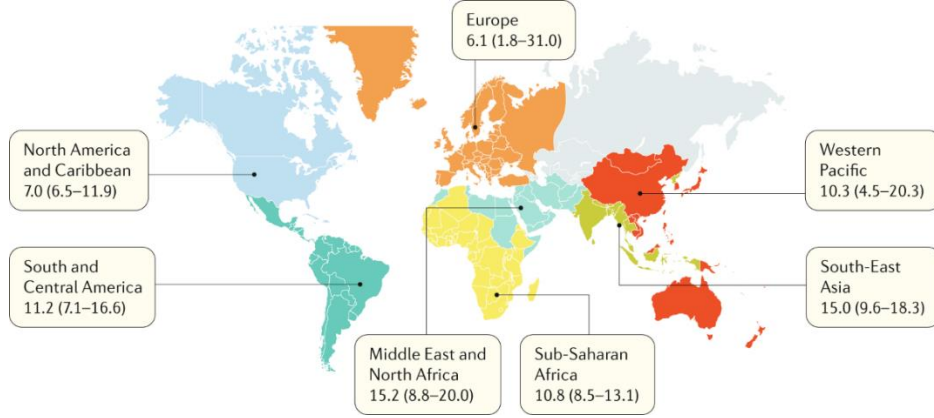 Europe
6.1 (1.8–31.0)
North America
and Caribbean
7.0 (6.5–11.9)
Western
Pacific
10.3 (4.5–20.3)
South and
Central America
11.2 (7.1–16.6)
South-East
Asia
15.0 (9.6–18.3)
Middle East and
North Africa
15.2 (8.8–20.0)
Sub-Saharan
Africa
10.8 (8.5–13.1)